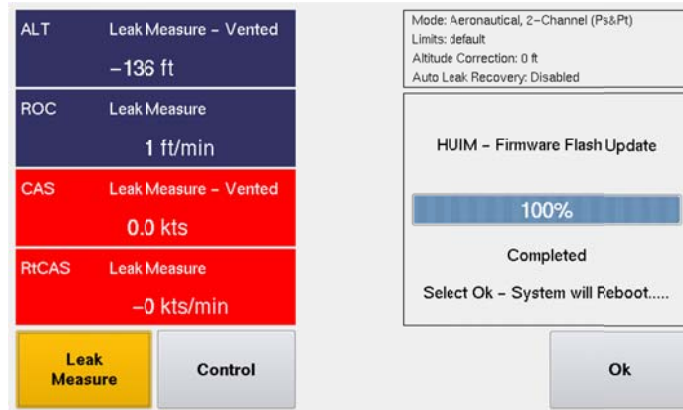 ALT Leak Measure – Vented
–136 ft
ROC Leak Measure
1 ft/min
CAS Leak Measure – Vented
0.0 kts
RtCAS Leak Measure
–0 kts/min
Leak
Measure
Control
Mode: Aeronautical, 2–Channel (Ps&Pt)
Limits: default
Altitude Correction: 0 ft
Auto Leak Recovery: Disabled
HUIM – Firmware Flash Update
100%
Completed
Select Ok – System will Reboot.....
Ok